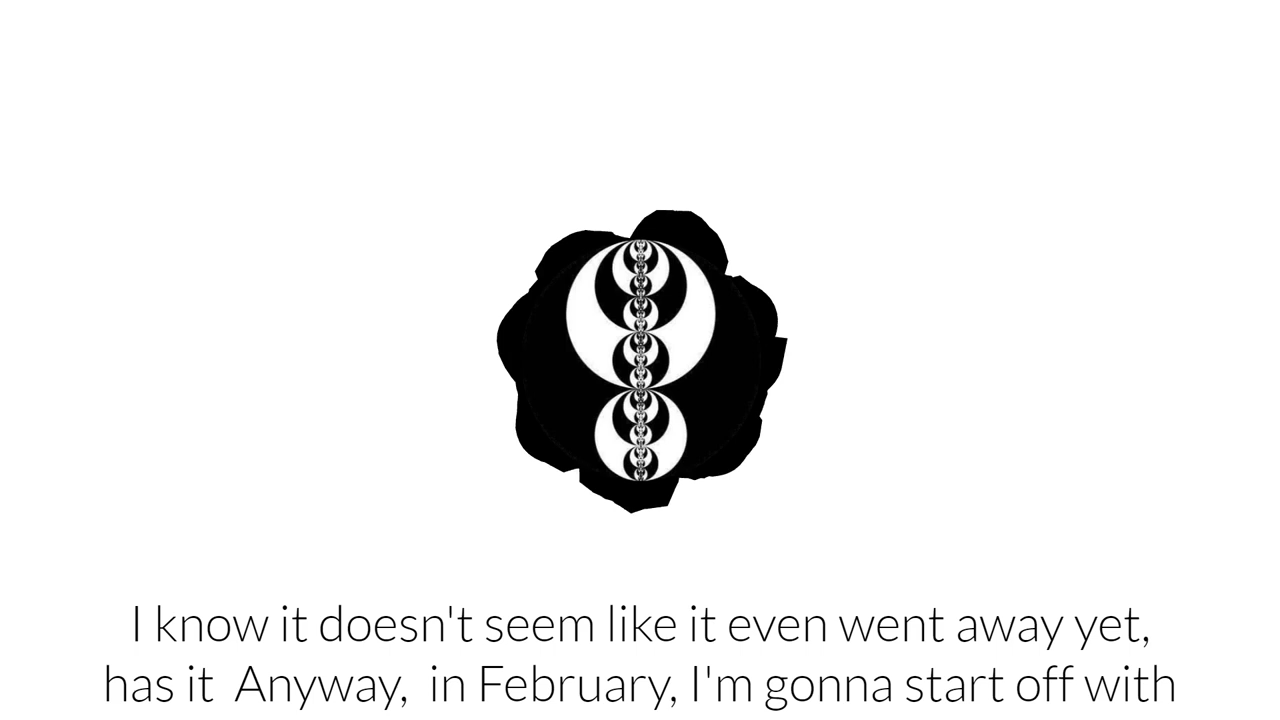 I know it doesn't seem like it even went away yet,
has it  Anyway,  in February, I'm gonna start off with